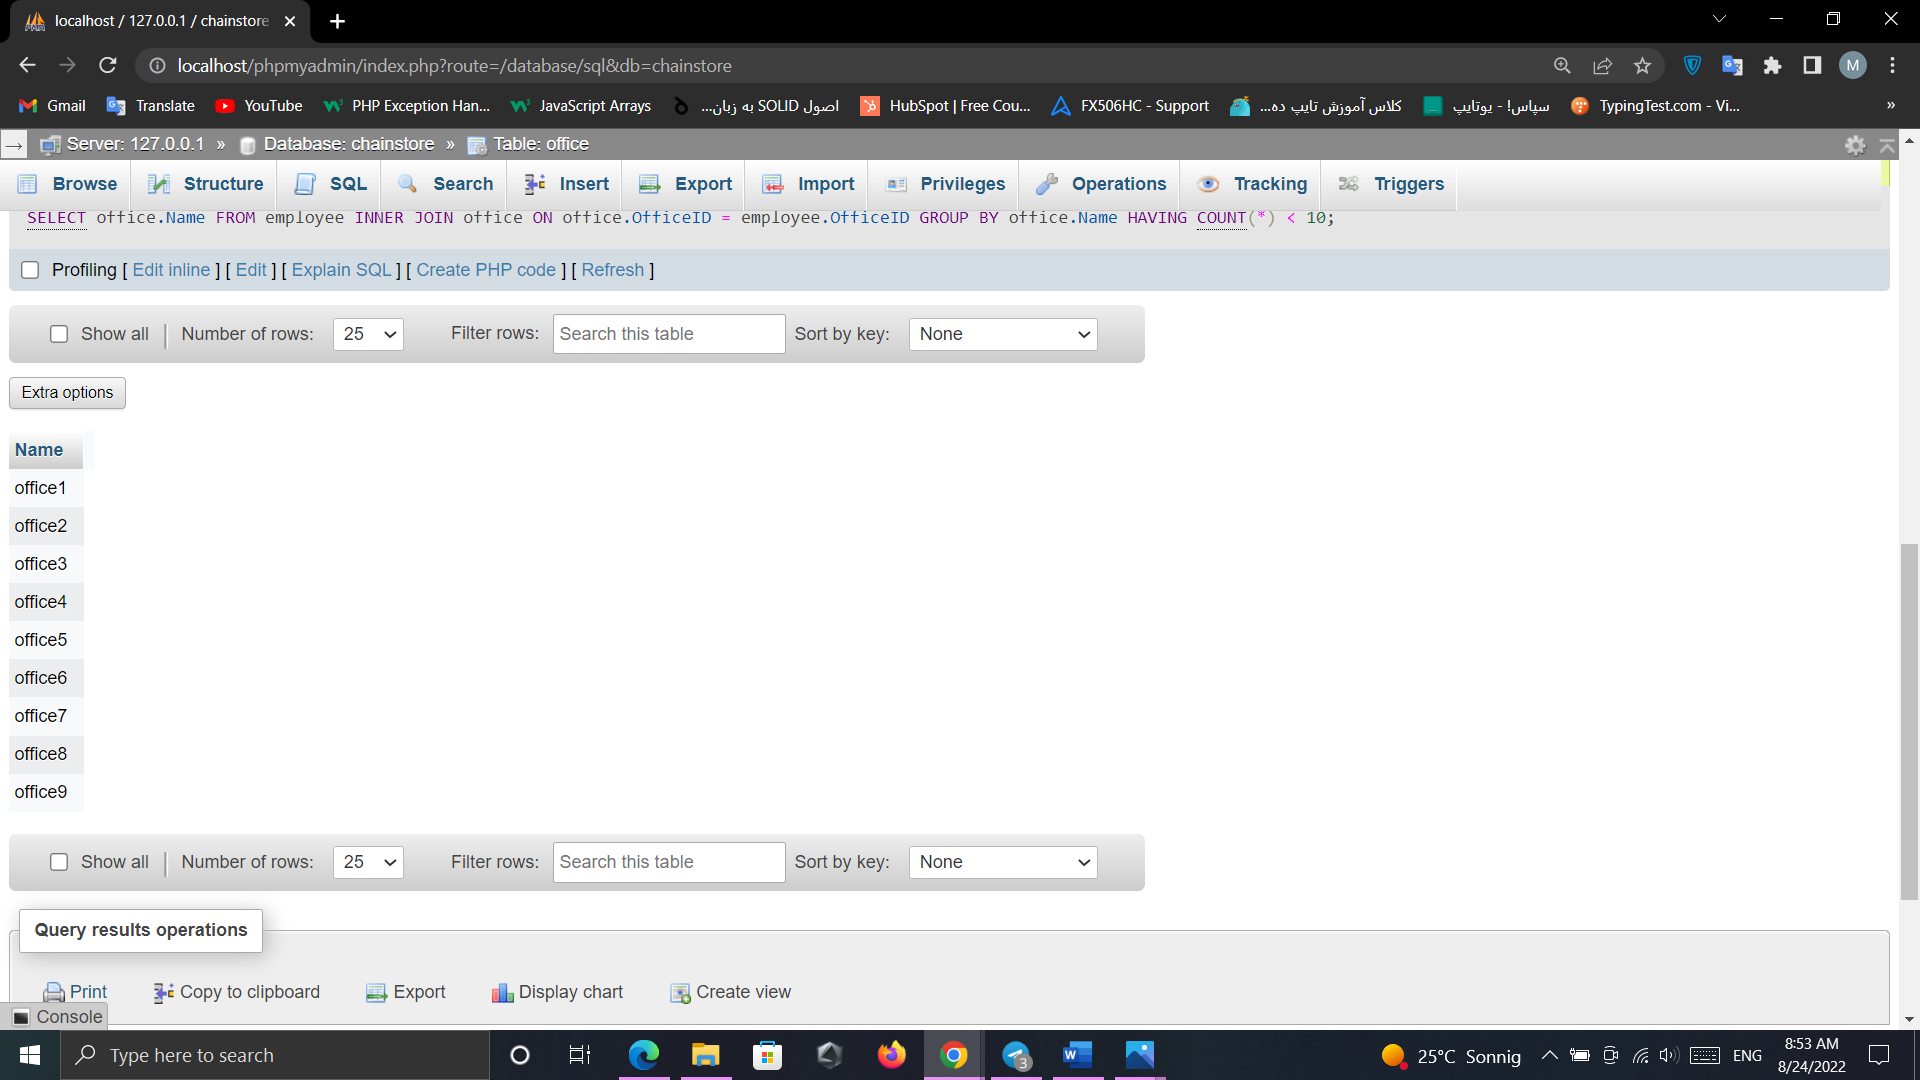 localhost / 127.0.0.1 / chainstore
localhost/phpmyadmin/index.php?route=/database/sql&db=chainstore
M
Gmail Translate YouTube PHP Exception Han... JavaScript Arrays اصول SOLID به زبان... HubSpot | Free Cou... FX506HC - Support کلاس آموزش تایپ ده... سپاس! - یوتایپ TypingTest.com - Vi... »
Server: 127.0.0.1 » Database: chainstore » Table: office
Browse Structure SQL Search Insert Export Import Privileges Operations Tracking Triggers
SELECT office.Name FROM employee INNER JOIN office ON office.OfficeID = employee.OfficeID GROUP BY office.Name HAVING COUNT(*) < 10;
Profiling [ Edit inline ] [ Edit ] [ Explain SQL ] [ Create PHP code ] [ Refresh ]
Show all Number of rows: 25 Filter rows: Search this table Sort by key: None
Extra options
Name
office1
office2
office3
office4
office5
office6
office7
office8
office9
Show all Number of rows: 25 Filter rows: Search this table Sort by key: None
Query results operations
Print Copy to clipboard Export Display chart Create view
Console
Type here to search 3 25°C Sonnig ENG 8:53 AM
8/24/2022